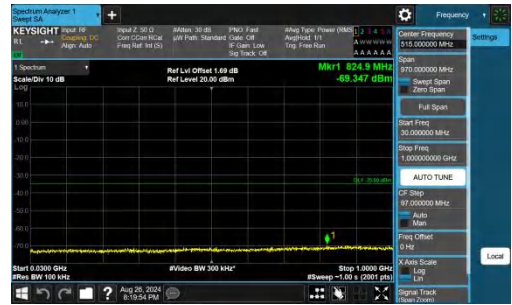 Spectrum Analyzer 1
Swept SA
Frequency
KEYSIGHT
Input: RF
Coupling: DC
Align: Auto
Input Z: 50 Ω
Corr CCorr RCal
Freq Ref: Int (S)
#Atten: 30 dB
µW Path: Standard
PNO: Fast
Gate: Off
IF Gain: Low
Sig Track: Off
#Avg Type: Power (RMS)
Avg|Hold: 1/1
Trig: Free Run
1 2 3 4 5 6
A A A A A A
1 Spectrum
Scale/Div 10 dB
Log
Ref Lvl Offset 1.69 dB
Ref Level 20.00 dBm
Mkr1 824.9 MHz
-69.347 dBm
10.0
0.00
-10.0
-20.0
-30.0
-40.0
-50.0
-60.0
-70.0
1
Start 0.0300 GHz
#Res BW 100 kHz
#Video BW 300 kHz*
Stop 1.0000 GHz
#Sweep ~1.00 s (2001 pts)
Aug 26, 2024
8:19:54 PM
Center Frequency
515.000000 MHz
Settings
Span
970.000000 MHz
Swept Span
Zero Span
Full Span
Start Freq
30.000000 MHz
Stop Freq
1.000000000 GHz
AUTO TUNE
CF Step
97.000000 MHz
Auto
Man
Freq Offset
0 Hz
X Axis Scale
Log
Lin
Local
Signal Track
(Span Zoom)